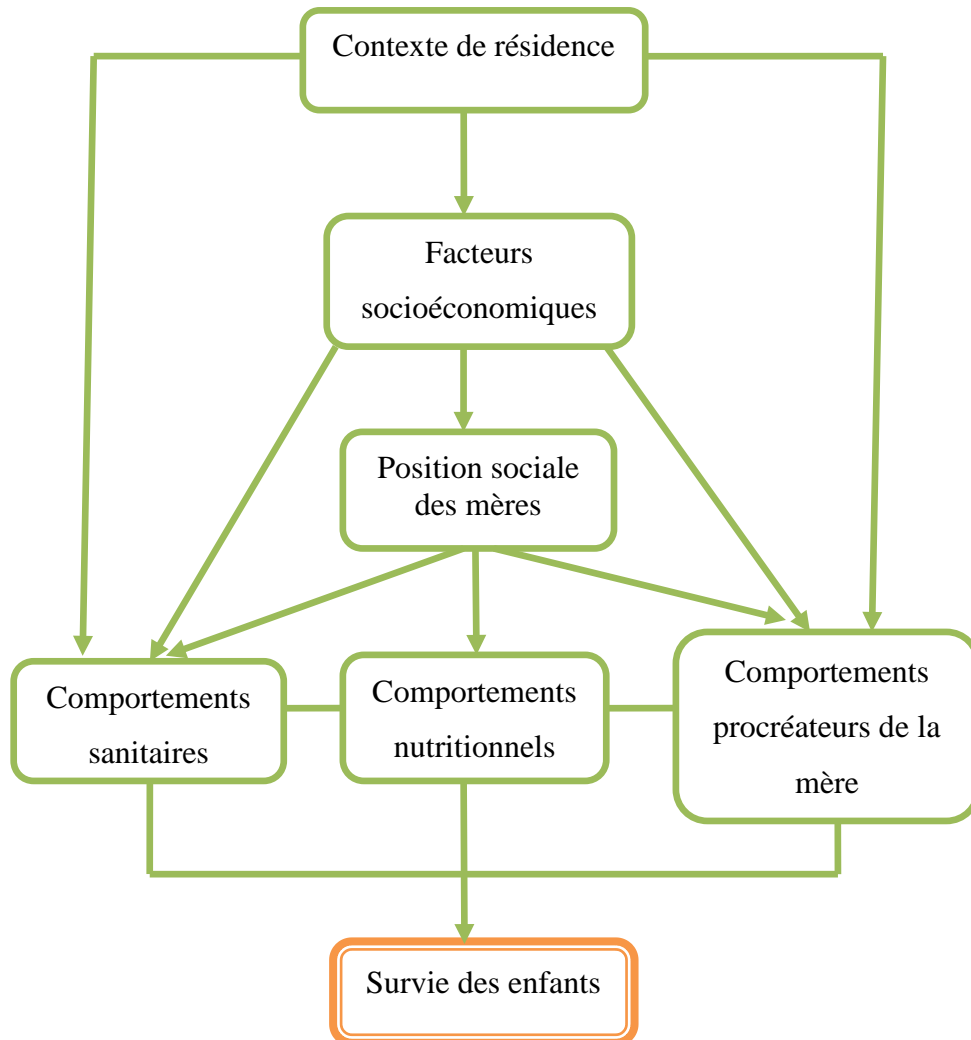 Contexte de résidence
Facteurs
socioéconomiques
Position sociale
des mères
Comportements
sanitaires
Comportements
nutritionnels
Comportements
procréateurs de la
mère
Survie des enfants